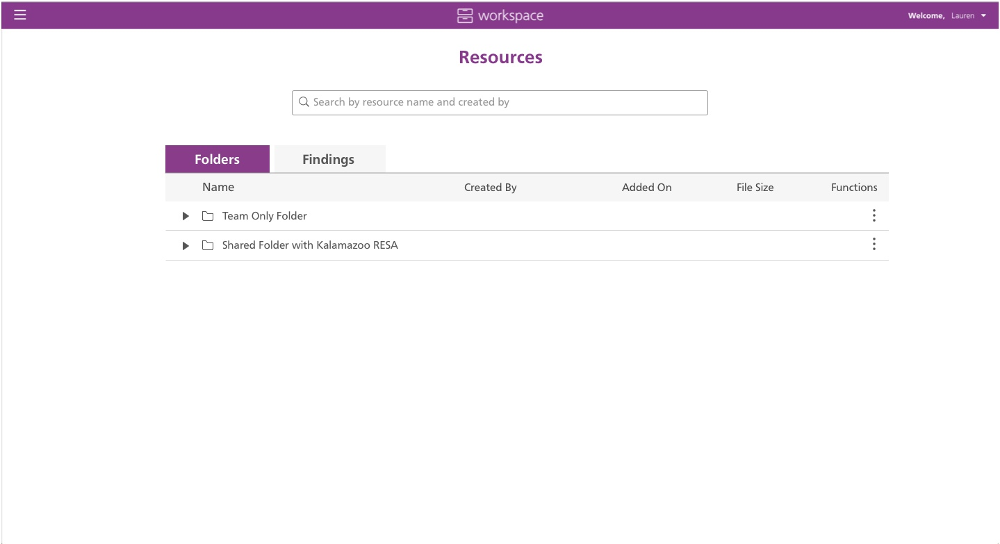 workspace
Welcome, Lauren
Resources
Search by resource name and created by
Folders Findings
Name Created By Added On File Size Functions
Team Only Folder
Shared Folder with Kalamazoo RESA